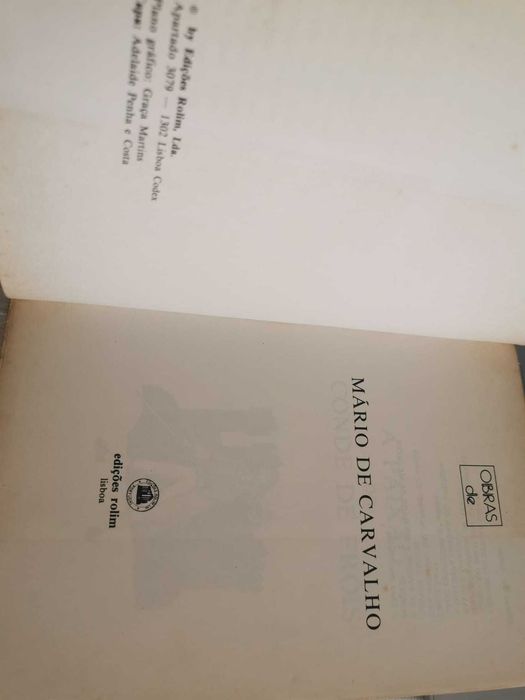 © by Edições Rolim, Lda.
Apartado 3079 — 1302 Lisboa Codex
Plano gráfico: Graça Martins
Capa: Adelaide Penha e Costa
OBRAS
de
MÁRIO DE CARVALHO
edições rolim
lisboa